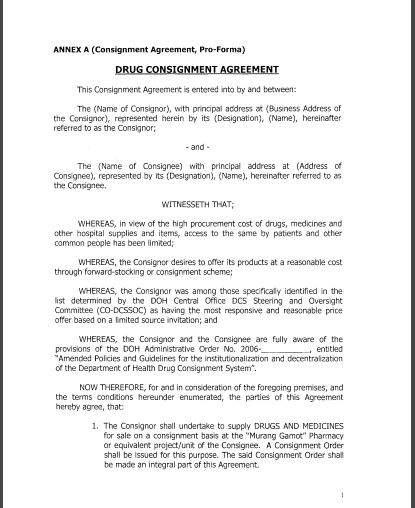 ANNEX A (Consignment Agreement, Pro-Forma)
DRUG CONSIGNMENT AGREEMENT
This Consignment Agreement is entered into by and between:
The (Name of Consignor), with principal address at (Business Address of
the Consignor), represented herein by its (Designation), (Name), hereinafter
referred to as the Consignor;
- and -
The (Name of Consignee) with principal address at (Address of
Consignee), represented by its (Designation), (Name), hereinafter referred to as
the Consignee.
WITNESSETH THAT;
WHEREAS, in view of the high procurement cost of drugs, medicines and
other hospital supplies and items, access to the same by patients and other
common people has been limited;
WHEREAS, the Consignor desires to offer its products at a reasonable cost
through forward-stocking or consignment scheme;
WHEREAS, the Consignor was among those specifically identified in the
list determined by the DOH Central Office DCS Steering and Oversight
Committee (CO-DCSSOC) as having the most responsive and reasonable price
offer based on a limited source invitation; and
WHEREAS, the Consignor and the Consignee are fully aware of the
provisions of the DOH Administrative Order No. 2006-__________, entitled
“Amended Policies and Guidelines for the institutionalization and decentralization
of the Department of Health Drug Consignment System”.
NOW THEREFORE, for and in consideration of the foregoing premises, and
the terms conditions hereunder enumerated, the parties of this Agreement
hereby agree, that:
1. The Consignor shall undertake to supply DRUGS AND MEDICINES
for sale on a consignment basis at the “Murang Gamot” Pharmacy
or equivalent project/unit of the Consignee. A Consignment Order
shall be issued for this purpose. The said Consignment Order shall
be made an integral part of this Agreement.
1